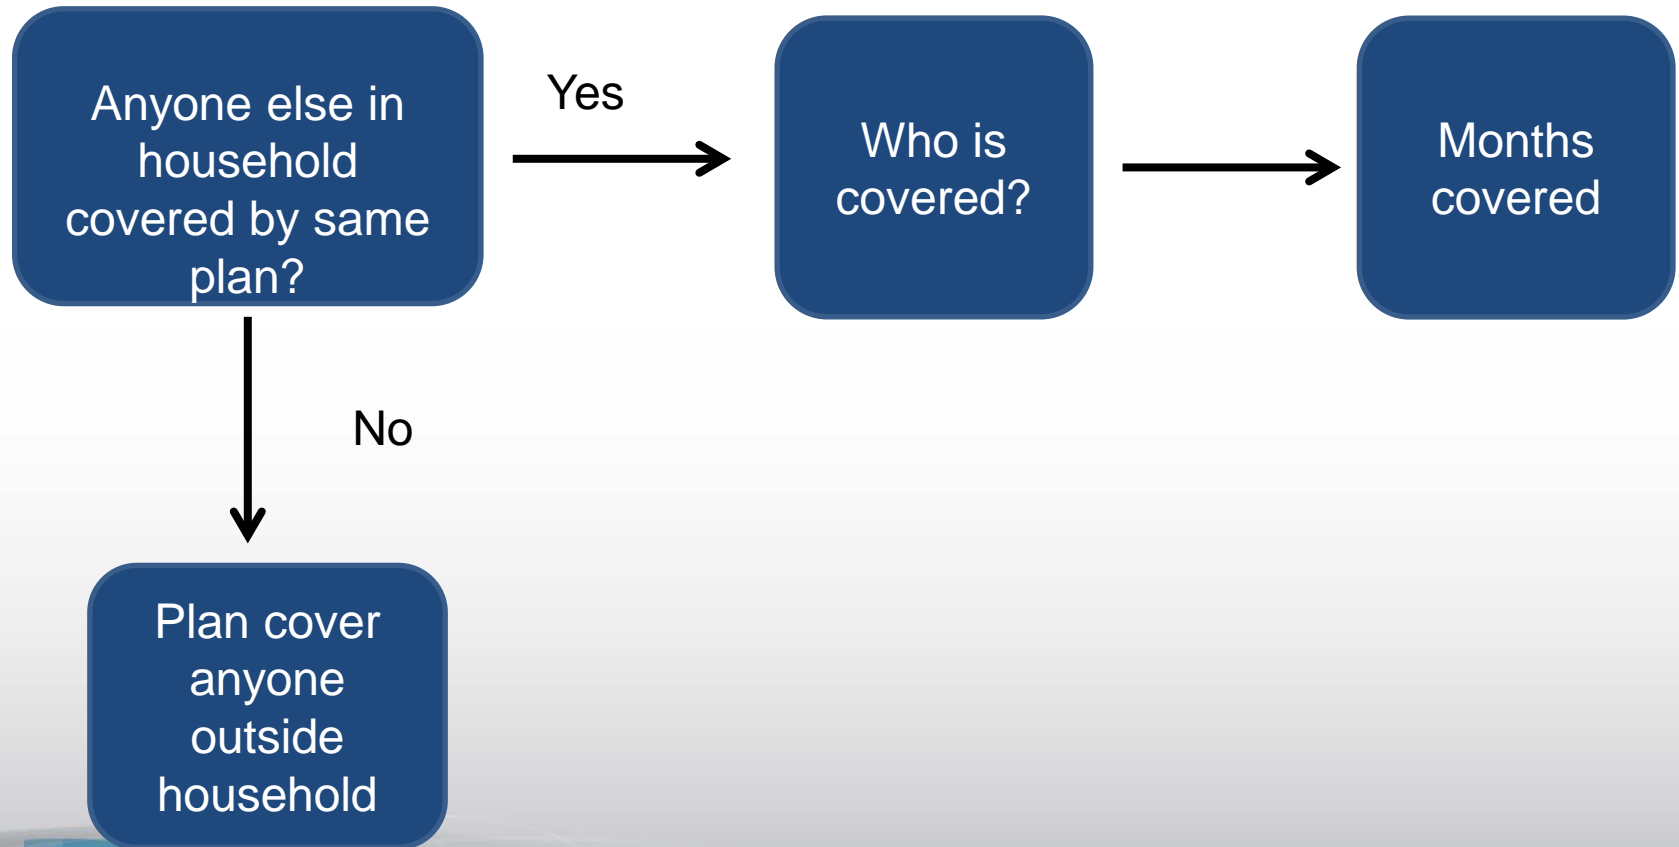 Anyone else in
household
covered by same
plan?
Yes
Who is
covered?
Months
covered
No
Plan cover
anyone
outside
household